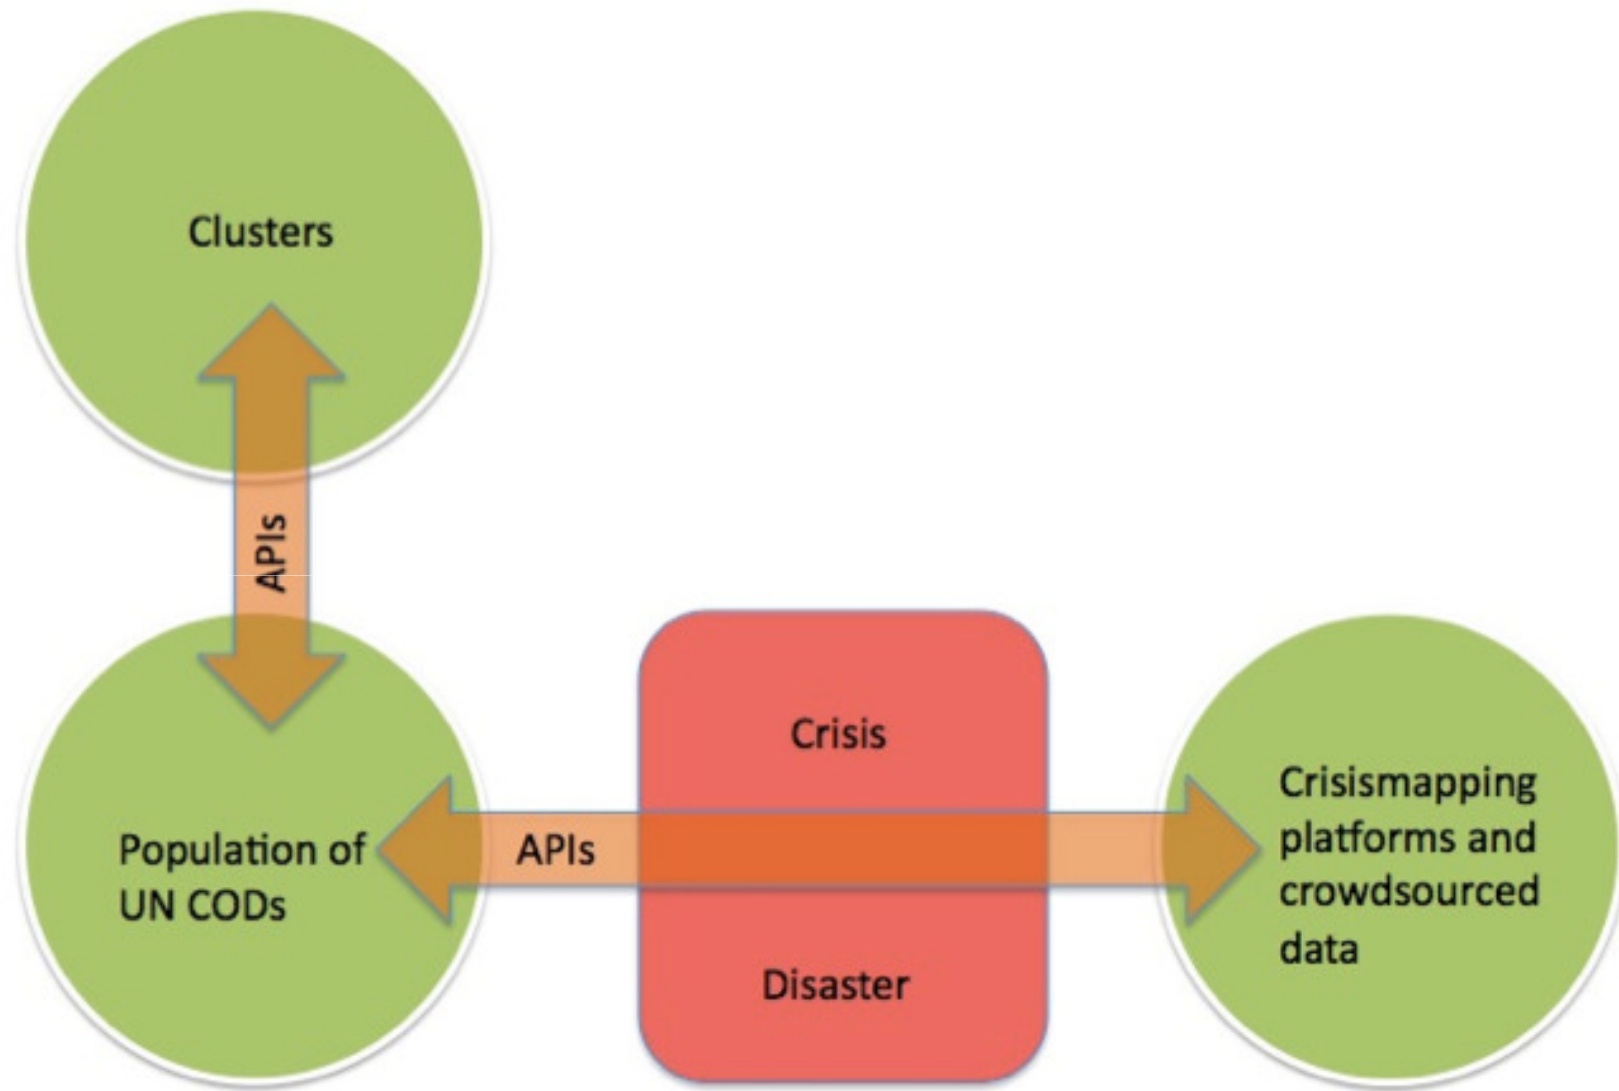 Clusters
APIs
Crisis
Population of
UN CODs
APIs
Crisismapping
platforms and
crowdsourced
data
Disaster